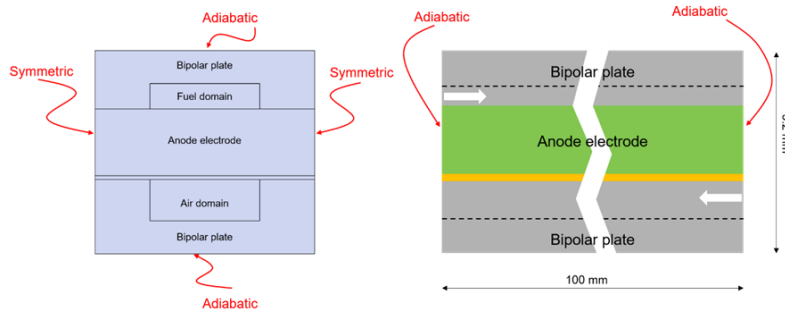 Adiabatic
Symmetric
Bipolar plate
Symmetric
Fuel domain
Anode electrode
Air domain
Bipolar plate
Adiabatic
Adiabatic
Adiabatic
Bipolar plate
Anode electrode
Bipolar plate
mm
100 mm